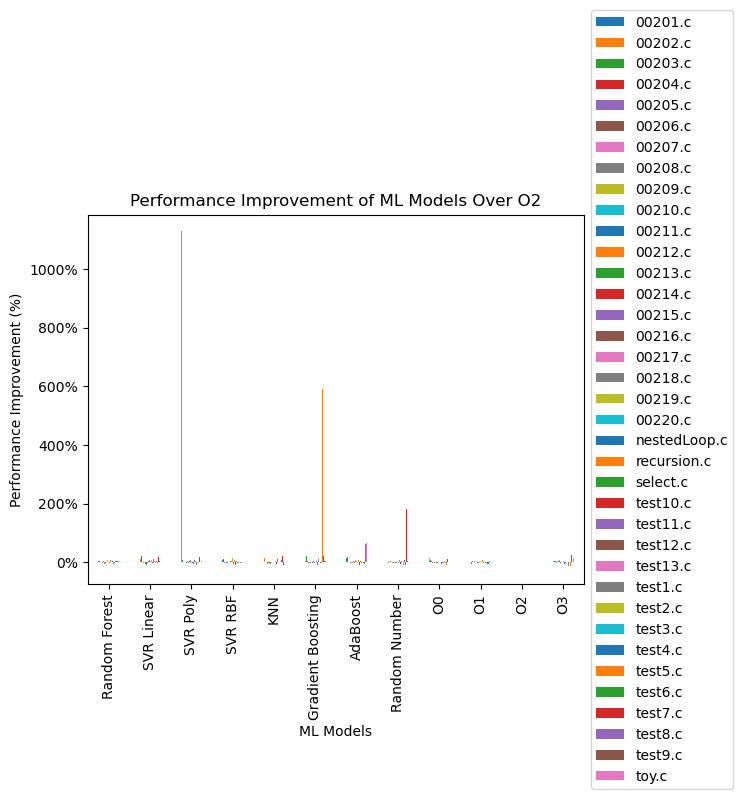 Performance Improvement of ML Models Over O2
Performance Improvement (%)
1000%
800%
600%
400%
200%
0%
Random Forest
SVR Linear
SVR Poly
SVR RBF
KNN
Gradient Boosting
AdaBoost
Random Number
O0
O1
O2
O3
ML Models
00201.c
00202.c
00203.c
00204.c
00205.c
00206.c
00207.c
00208.c
00209.c
00210.c
00211.c
00212.c
00213.c
00214.c
00215.c
00216.c
00217.c
00218.c
00219.c
00220.c
nestedLoop.c
recursion.c
select.c
test10.c
test11.c
test12.c
test13.c
test1.c
test2.c
test3.c
test4.c
test5.c
test6.c
test7.c
test8.c
test9.c
toy.c